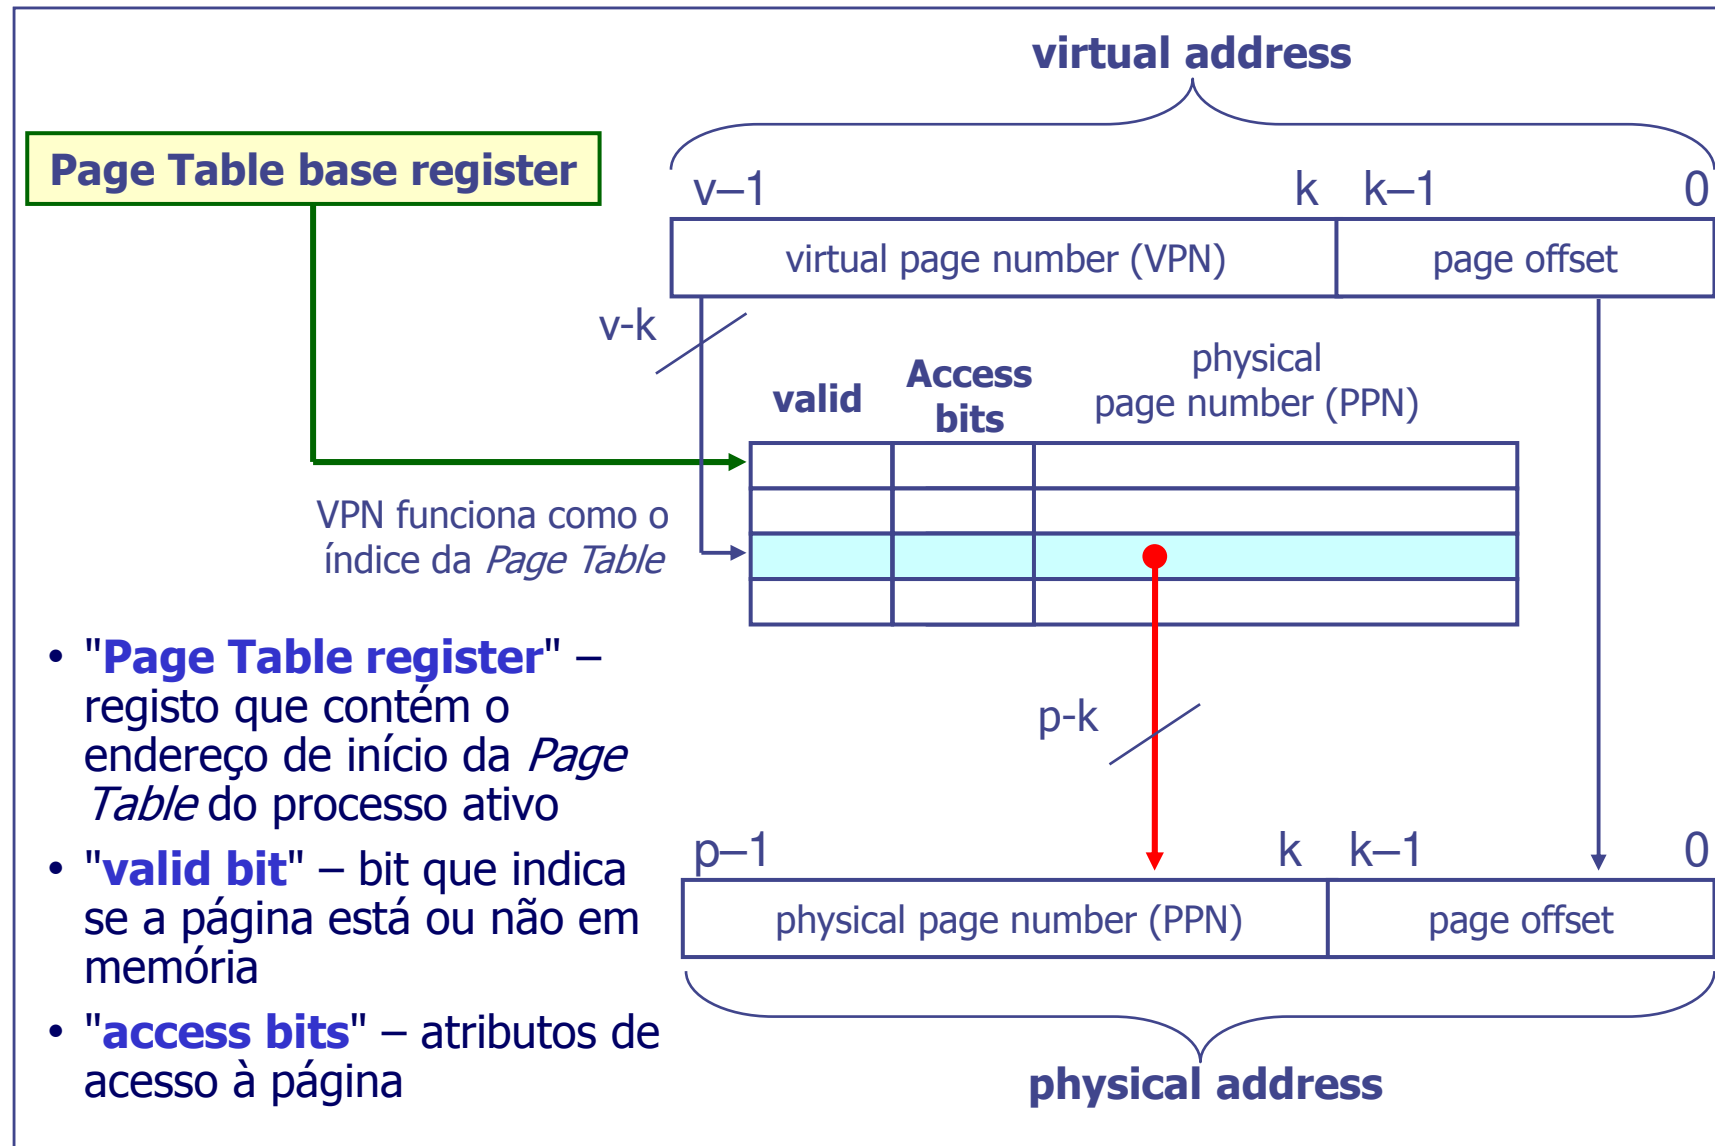 virtual address
Page Table base register
v–1 k k–1 0
virtual page number (VPN) page offset
v-k
valid
Access
bits
physical
page number (PPN)
VPN funciona como o
índice da Page Table
• "Page Table register" –
registo que contém o
endereço de início da Page
Table do processo ativo
• "valid bit" – bit que indica
se a página está ou não em
memória
• "access bits" – atributos de
acesso à página
p-k
p–1 k k–1 0
physical page number (PPN) page offset
physical address